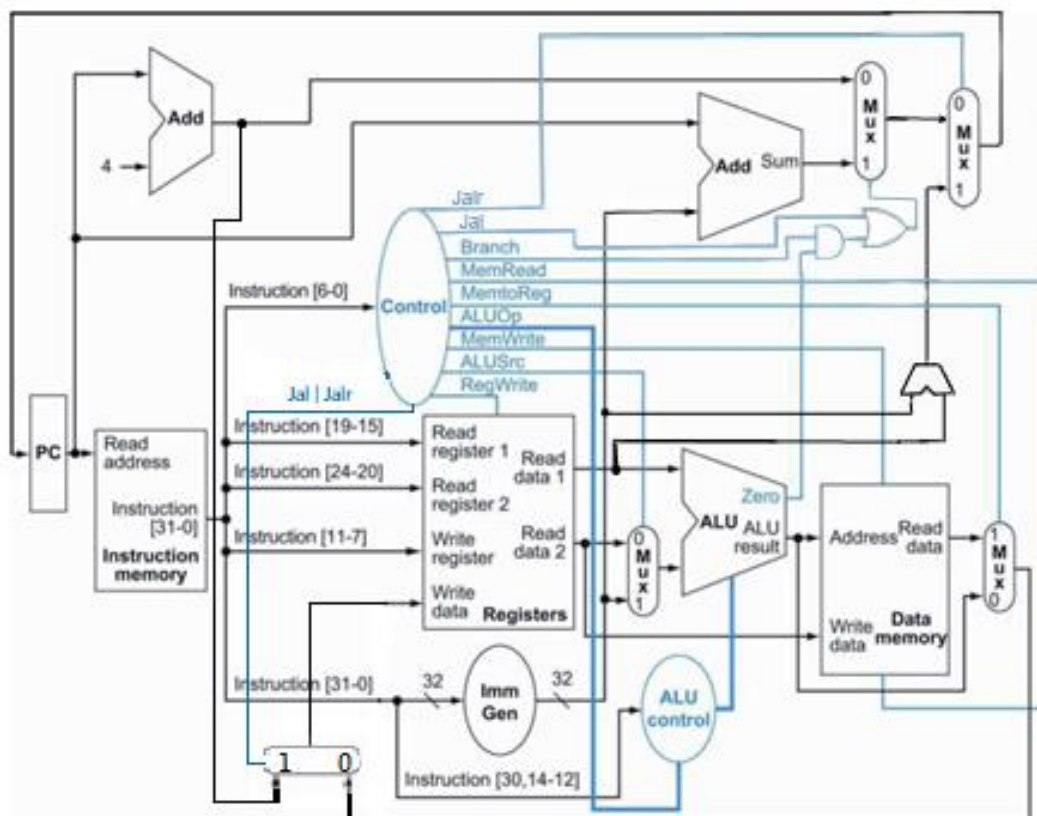 Add
4
Add
Sum
0
Mux
1
0
Mux
1
Jalr
Jal
Branch
MemRead
MemtoReg
ALUOp
MemWrite
ALUSrc
RegWrite
Control
Instruction [6-0]
Jal | Jalr
PC
Read
address
Instruction
[31-0]
Instruction
memory
Instruction [19-15]
Instruction [24-20]
Instruction [11-7]
Instruction [31-0]
Read
register 1
Read
register 2
Write
register
Write
data
Read
data 1
Read
data 2
Registers
0
Mux
1
Zero
ALU
ALU
result
Address
Read
data
Write
data
Data
memory
1
Mux
0
32
Imm
Gen
32
ALU
control
1 0
Instruction [30,14-12]